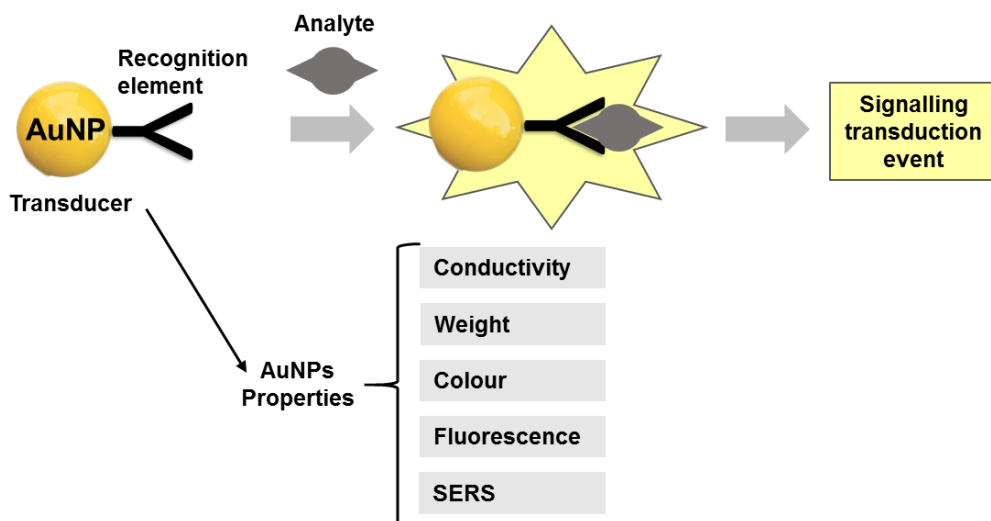 Analyte
Recognition
element
AuNP
Transducer
Signalling
transduction
event
AuNPs
Properties
Conductivity
Weight
Colour
Fluorescence
SERS